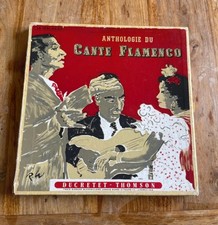 ANTHOLOGIE DU
CANTE FLAMENCO
DUCRETET-THOMSON